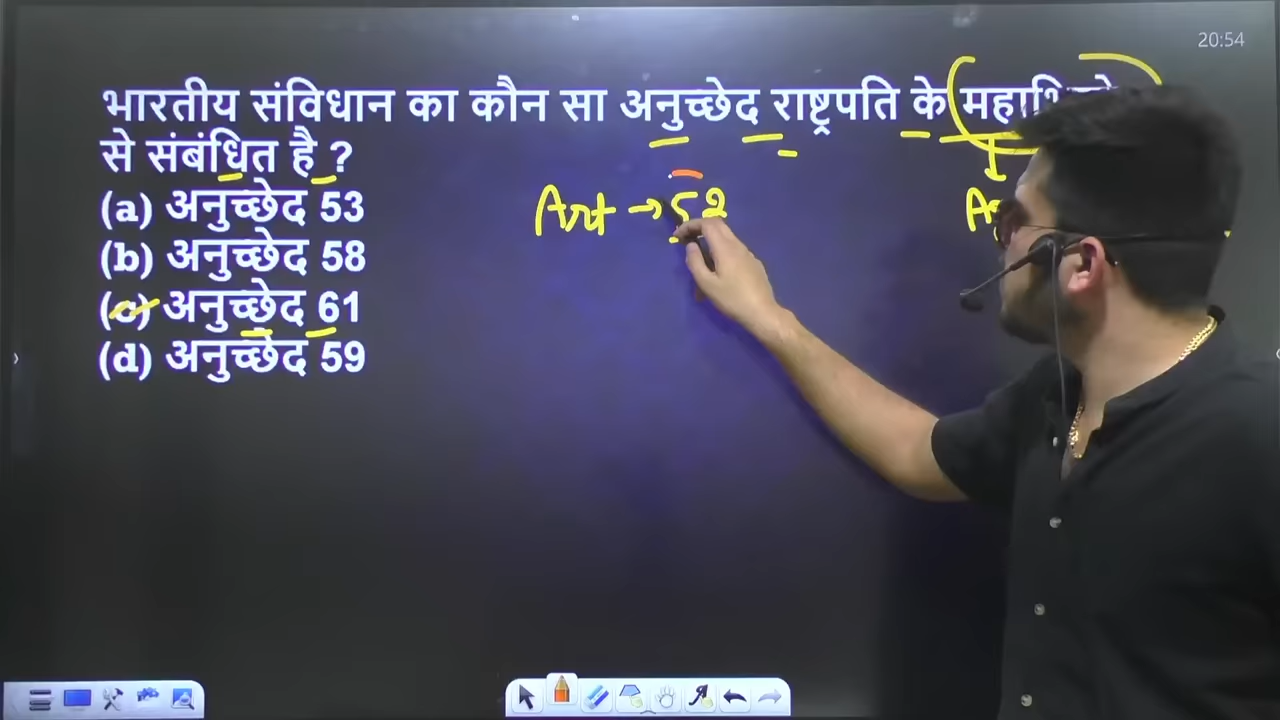 20:54
भारतीय संविधान का कौन सा अनुच्छेद राष्ट्रपति के
से संबंधित है ?
(a) अनुच्छेद 53
(b) अनुच्छेद 58
(c) अनुच्छेद 61
(d) अनुच्छेद 59
Art → 52